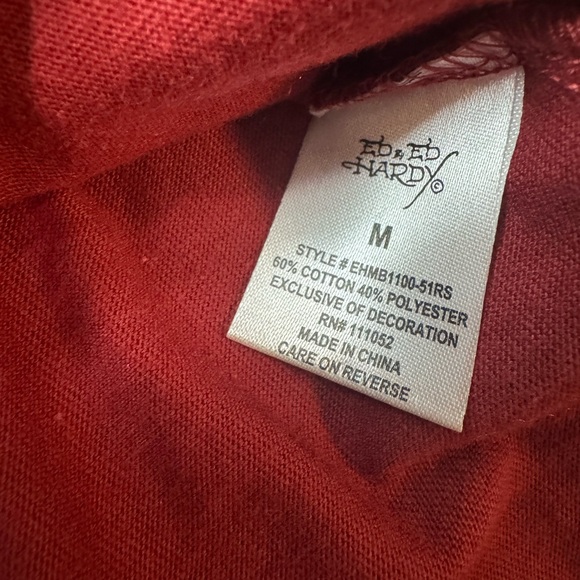 ED ED
HARDY©
M
STYLE # EHMB1100-51RS
60% COTTON 40% POLYESTER
EXCLUSIVE OF DECORATION
RN# 111052
MADE IN CHINA
CARE ON REVERSE